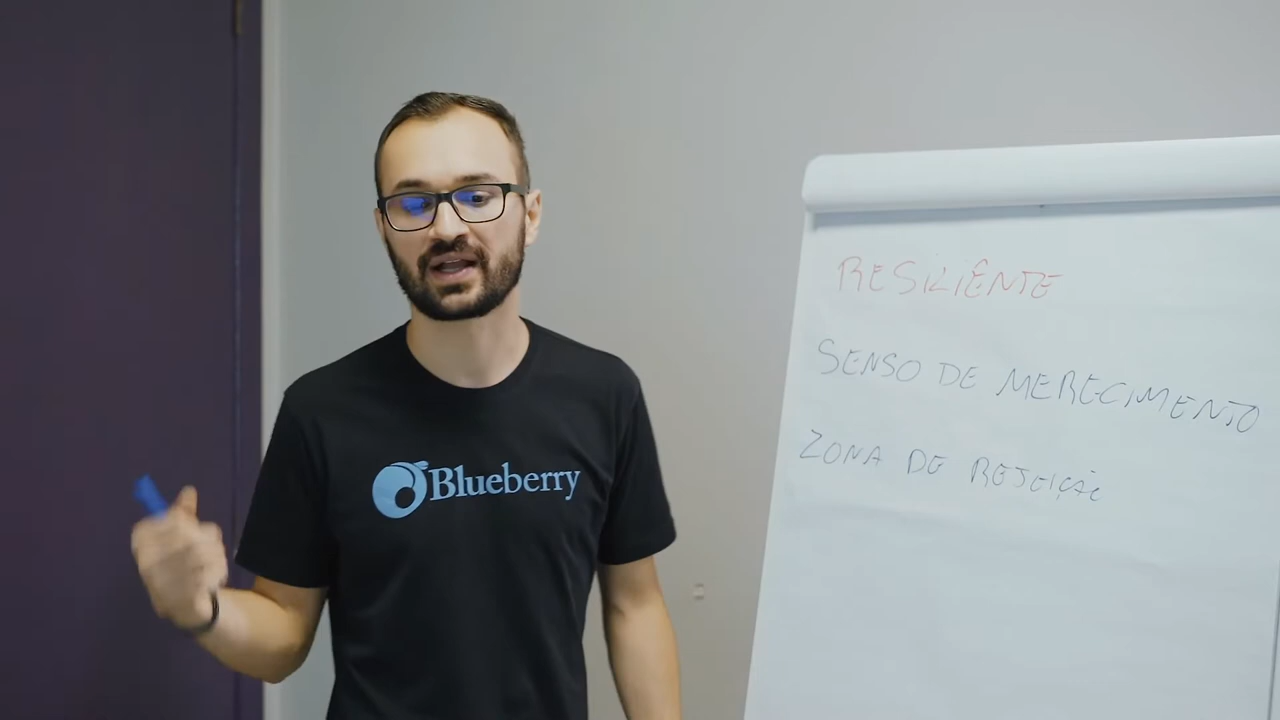 Blueberry
RESILIENTE
SENSO DE MERECIMENTO
ZONA DE REJEIÇÃO